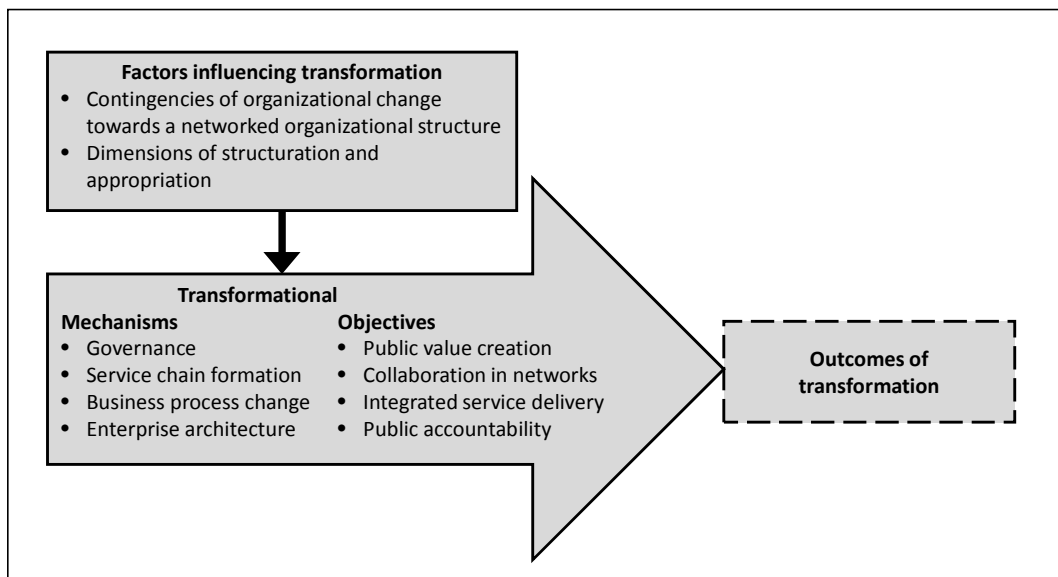 Factors influencing transformation
• Contingencies of organizational change
towards a networked organizational structure
• Dimensions of structuration and
appropriation
Transformational
Mechanisms
• Governance
• Service chain formation
• Business process change
• Enterprise architecture
Objectives
• Public value creation
• Collaboration in networks
• Integrated service delivery
• Public accountability
Outcomes of
transformation